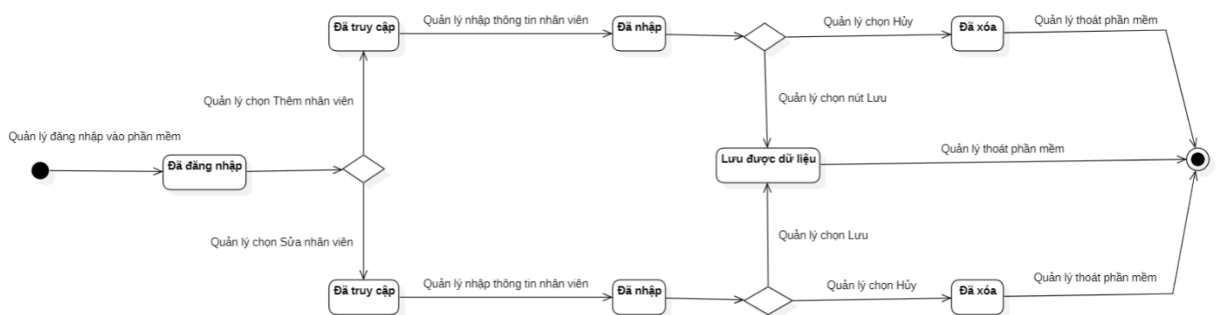 Quản lý nhập thông tin nhân viên
Quản lý chọn Hủy
Quản lý thoát phần mềm
Đã truy cập
Đã nhập
Đã xóa
Quản lý chọn Thêm nhân viên
Quản lý chọn nút Lưu
Quản lý đăng nhập vào phần mềm
Đã đăng nhập
Lưu được dữ liệu
Quản lý thoát phần mềm
Quản lý chọn Sửa nhân viên
Quản lý chọn Lưu
Quản lý nhập thông tin nhân viên
Quản lý chọn Hủy
Quản lý thoát phần mềm
Đã truy cập
Đã nhập
Đã xóa